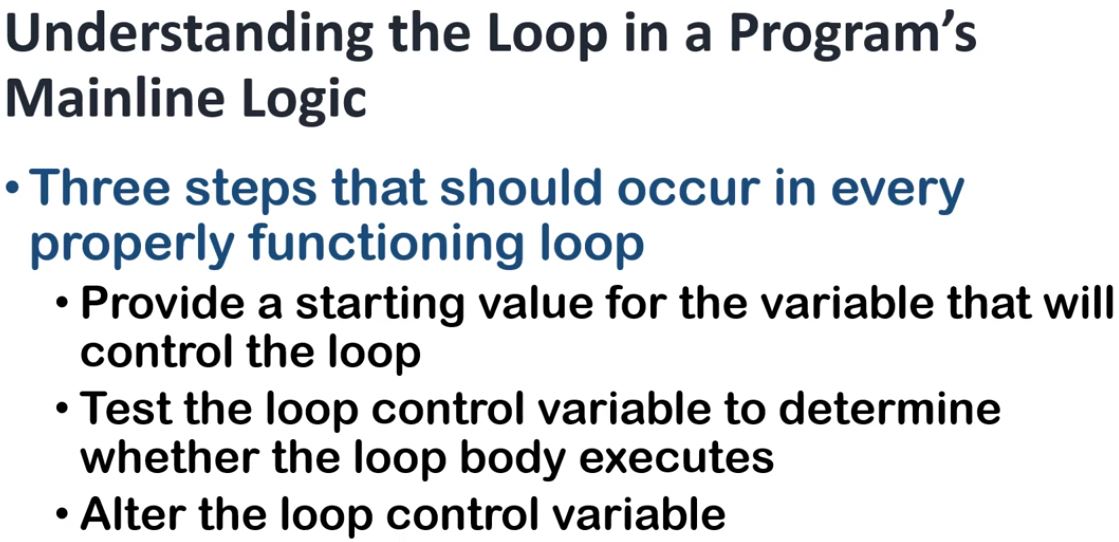 Understanding the Loop in a Program’s
Mainline Logic
• Three steps that should occur in every
properly functioning loop
• Provide a starting value for the variable that will
control the loop
• Test the loop control variable to determine
whether the loop body executes
• Alter the loop control variable